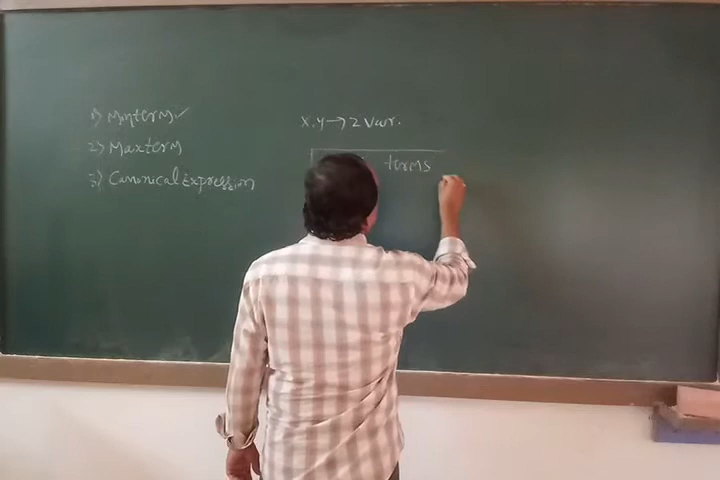 1) Minterm ✓
2) Maxterm
3) Canonical Expression
X, Y → 2 Var.
terms